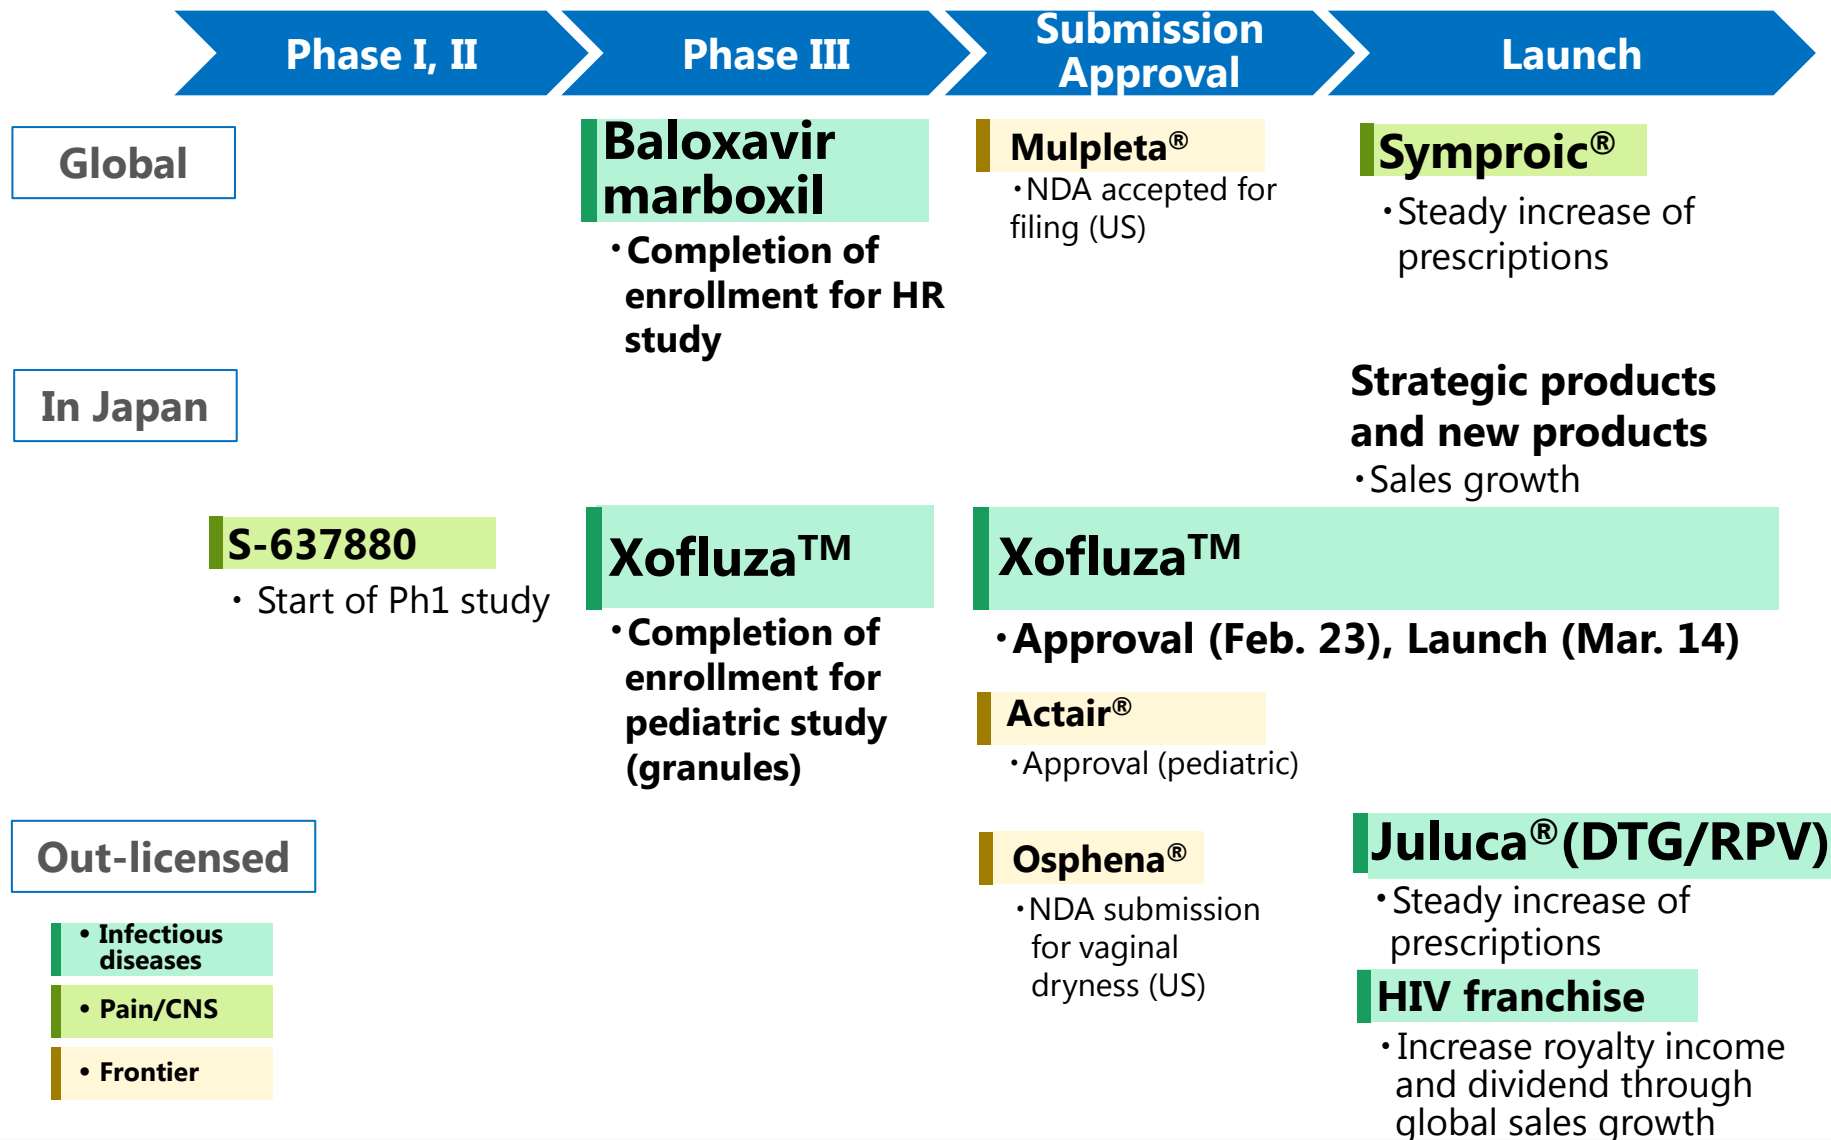 Phase I, II
Phase III
Submission
Approval
Launch
Global
Baloxavir
marboxil
・Completion of
enrollment for HR
study
Mulpleta®
・NDA accepted for
filing (US)
Symproic®
・Steady increase of
prescriptions
In Japan
Strategic products
and new products
・Sales growth
S-637880
・ Start of Ph1 study
Xofluza™
・Completion of
enrollment for
pediatric study
(granules)
Xofluza™
・Approval (Feb. 23), Launch (Mar. 14)
Actair®
・Approval (pediatric)
Out-licensed
Osphena®
・NDA submission
for vaginal
dryness (US)
Juluca®(DTG/RPV)
・Steady increase of
prescriptions
HIV franchise
・Increase royalty income
and dividend through
global sales growth
• Infectious
diseases
• Pain/CNS
• Frontier